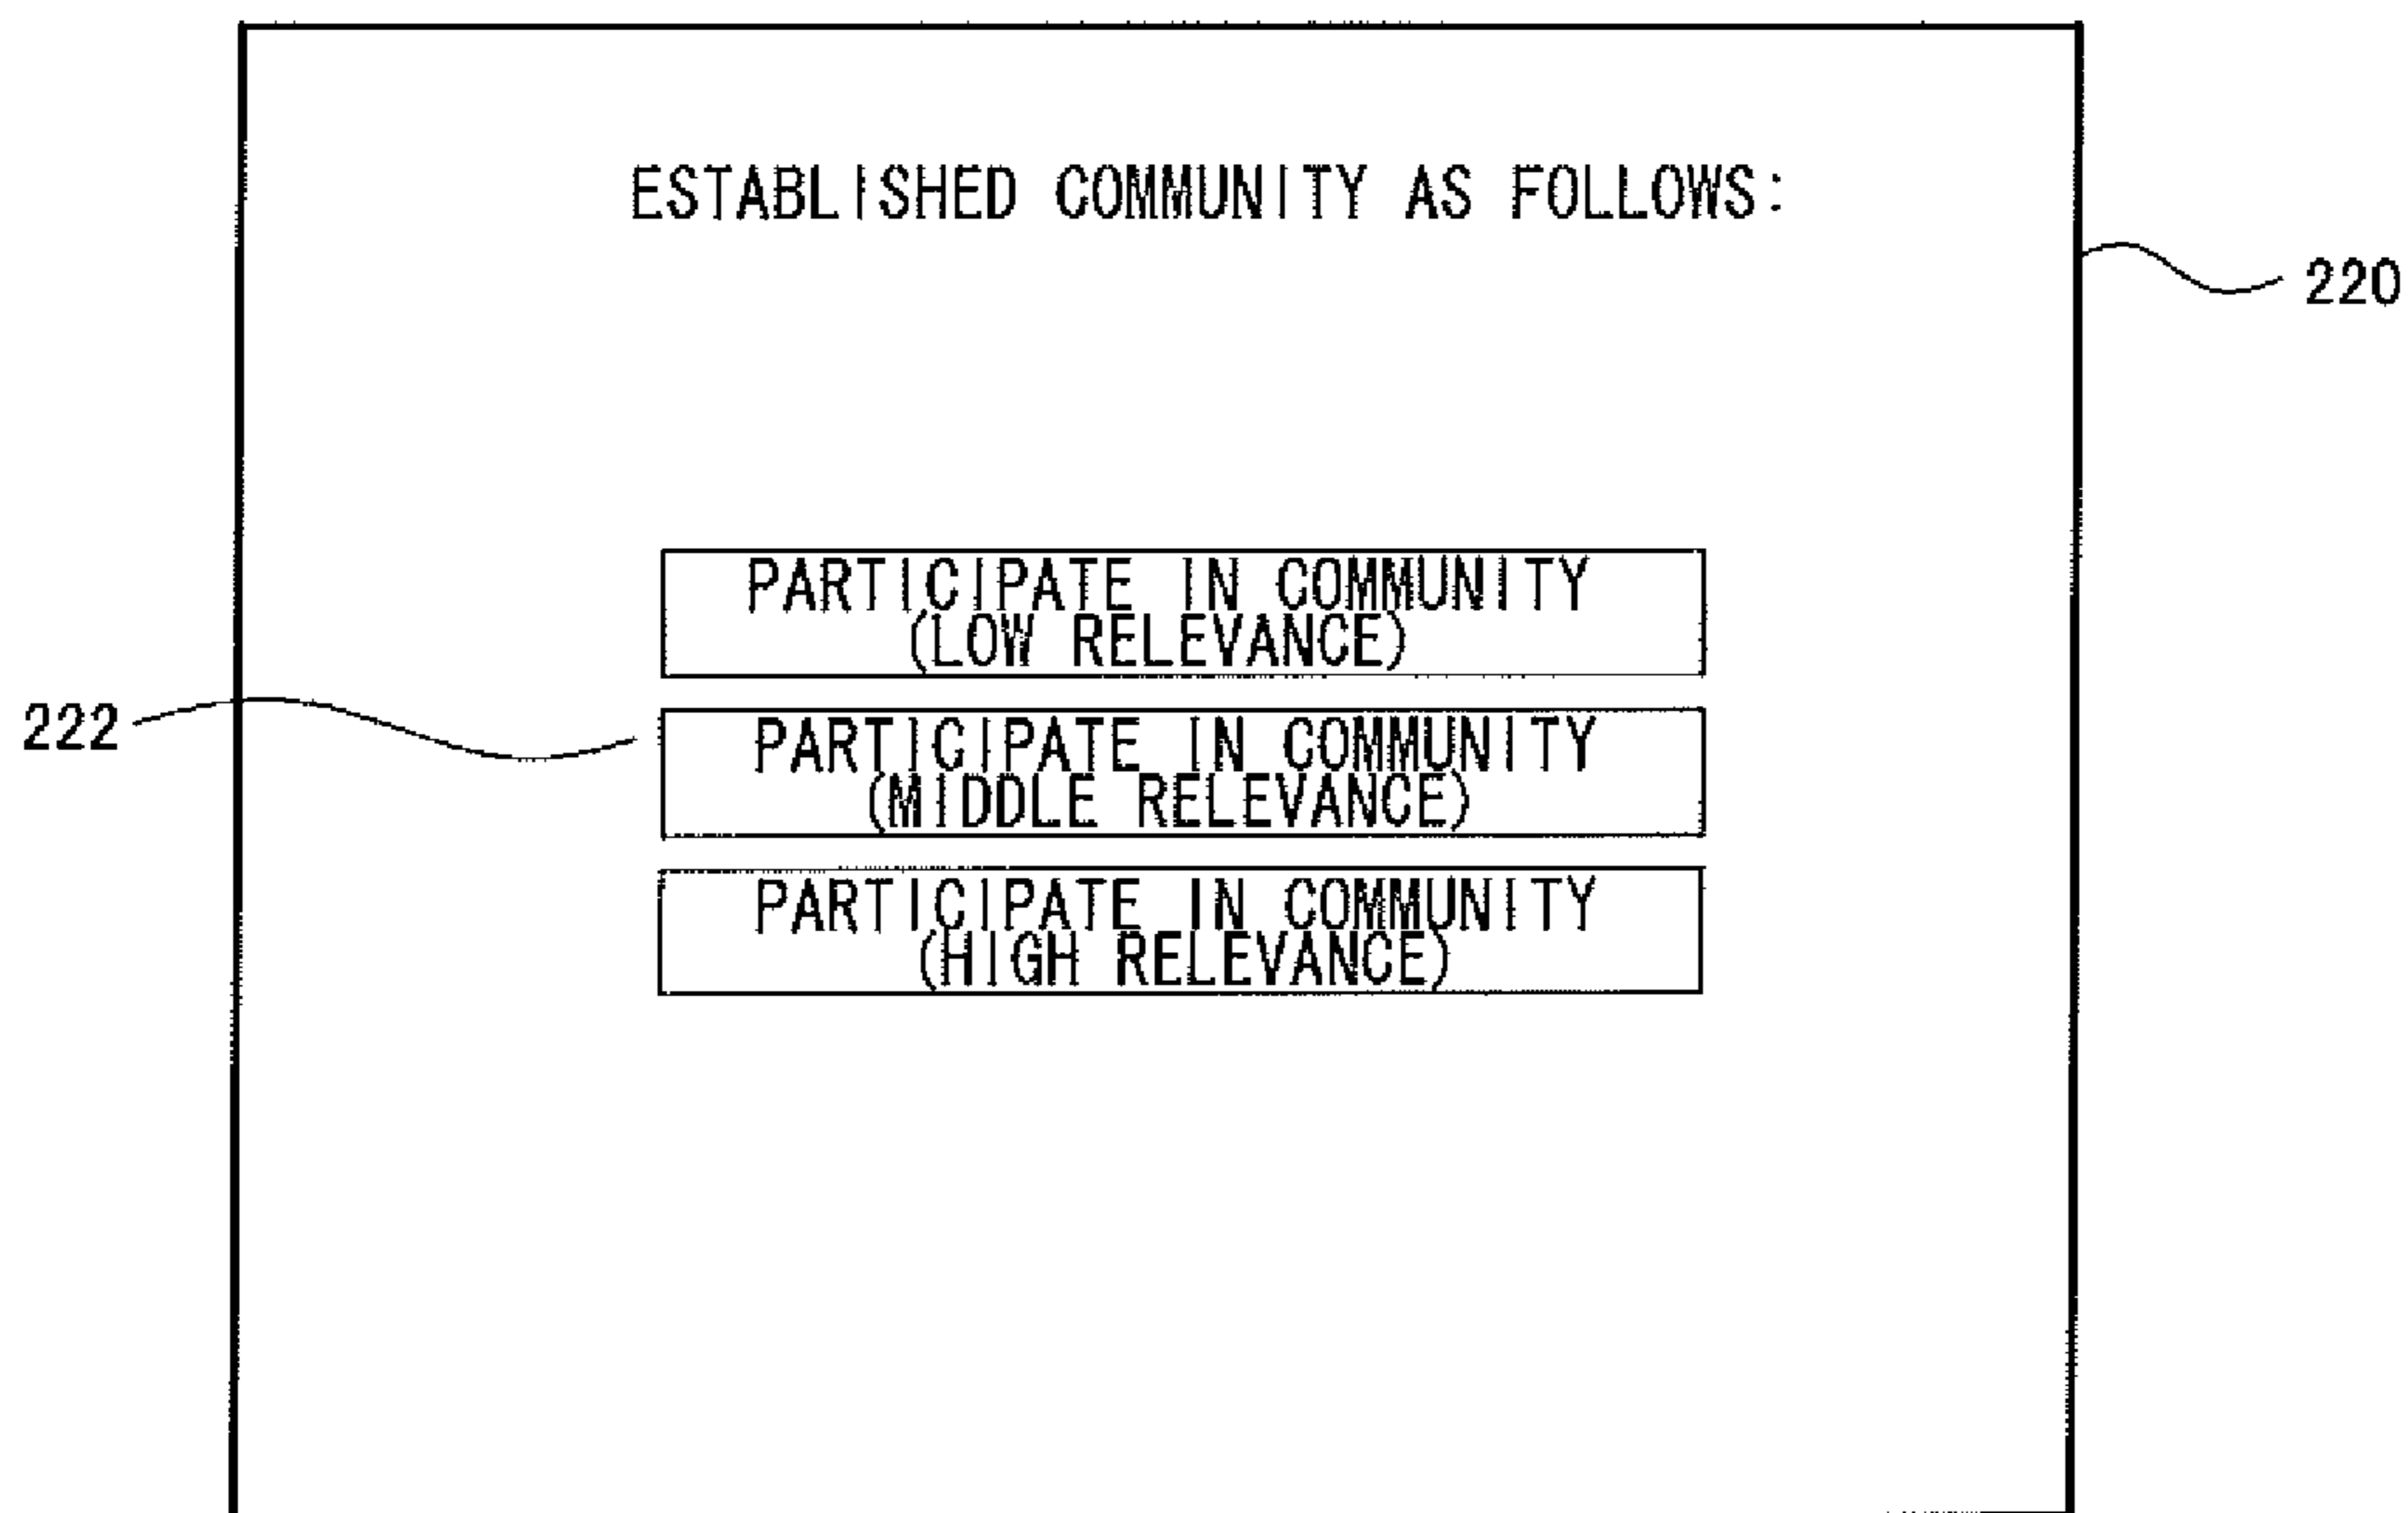 ESTABLISHED COMMUNITY AS FOLLOWS:
220
PARTICIPATE IN COMMUNITY
(LOW RELEVANCE)
222
PARTICIPATE IN COMMUNITY
(MIDDLE RELEVANCE)
PARTICIPATE IN COMMUNITY
(HIGH RELEVANCE)